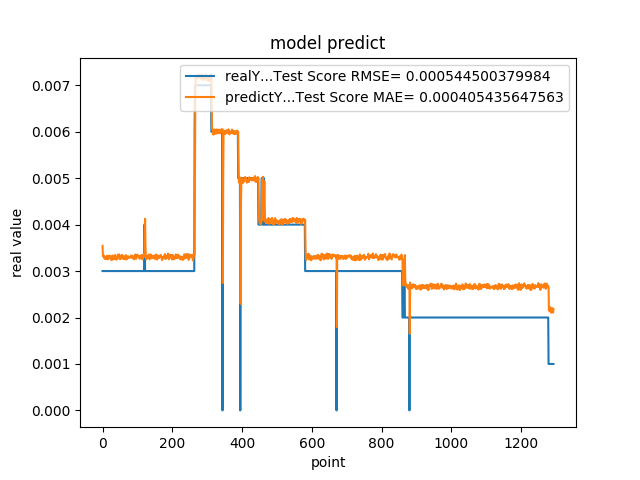 model predict
realY...Test Score RMSE= 0.000544500379984
predictY...Test Score MAE= 0.000405435647563
real value
0.007
0.006
0.005
0.004
0.003
0.002
0.001
0.000
0 200 400 600 800 1000 1200
point